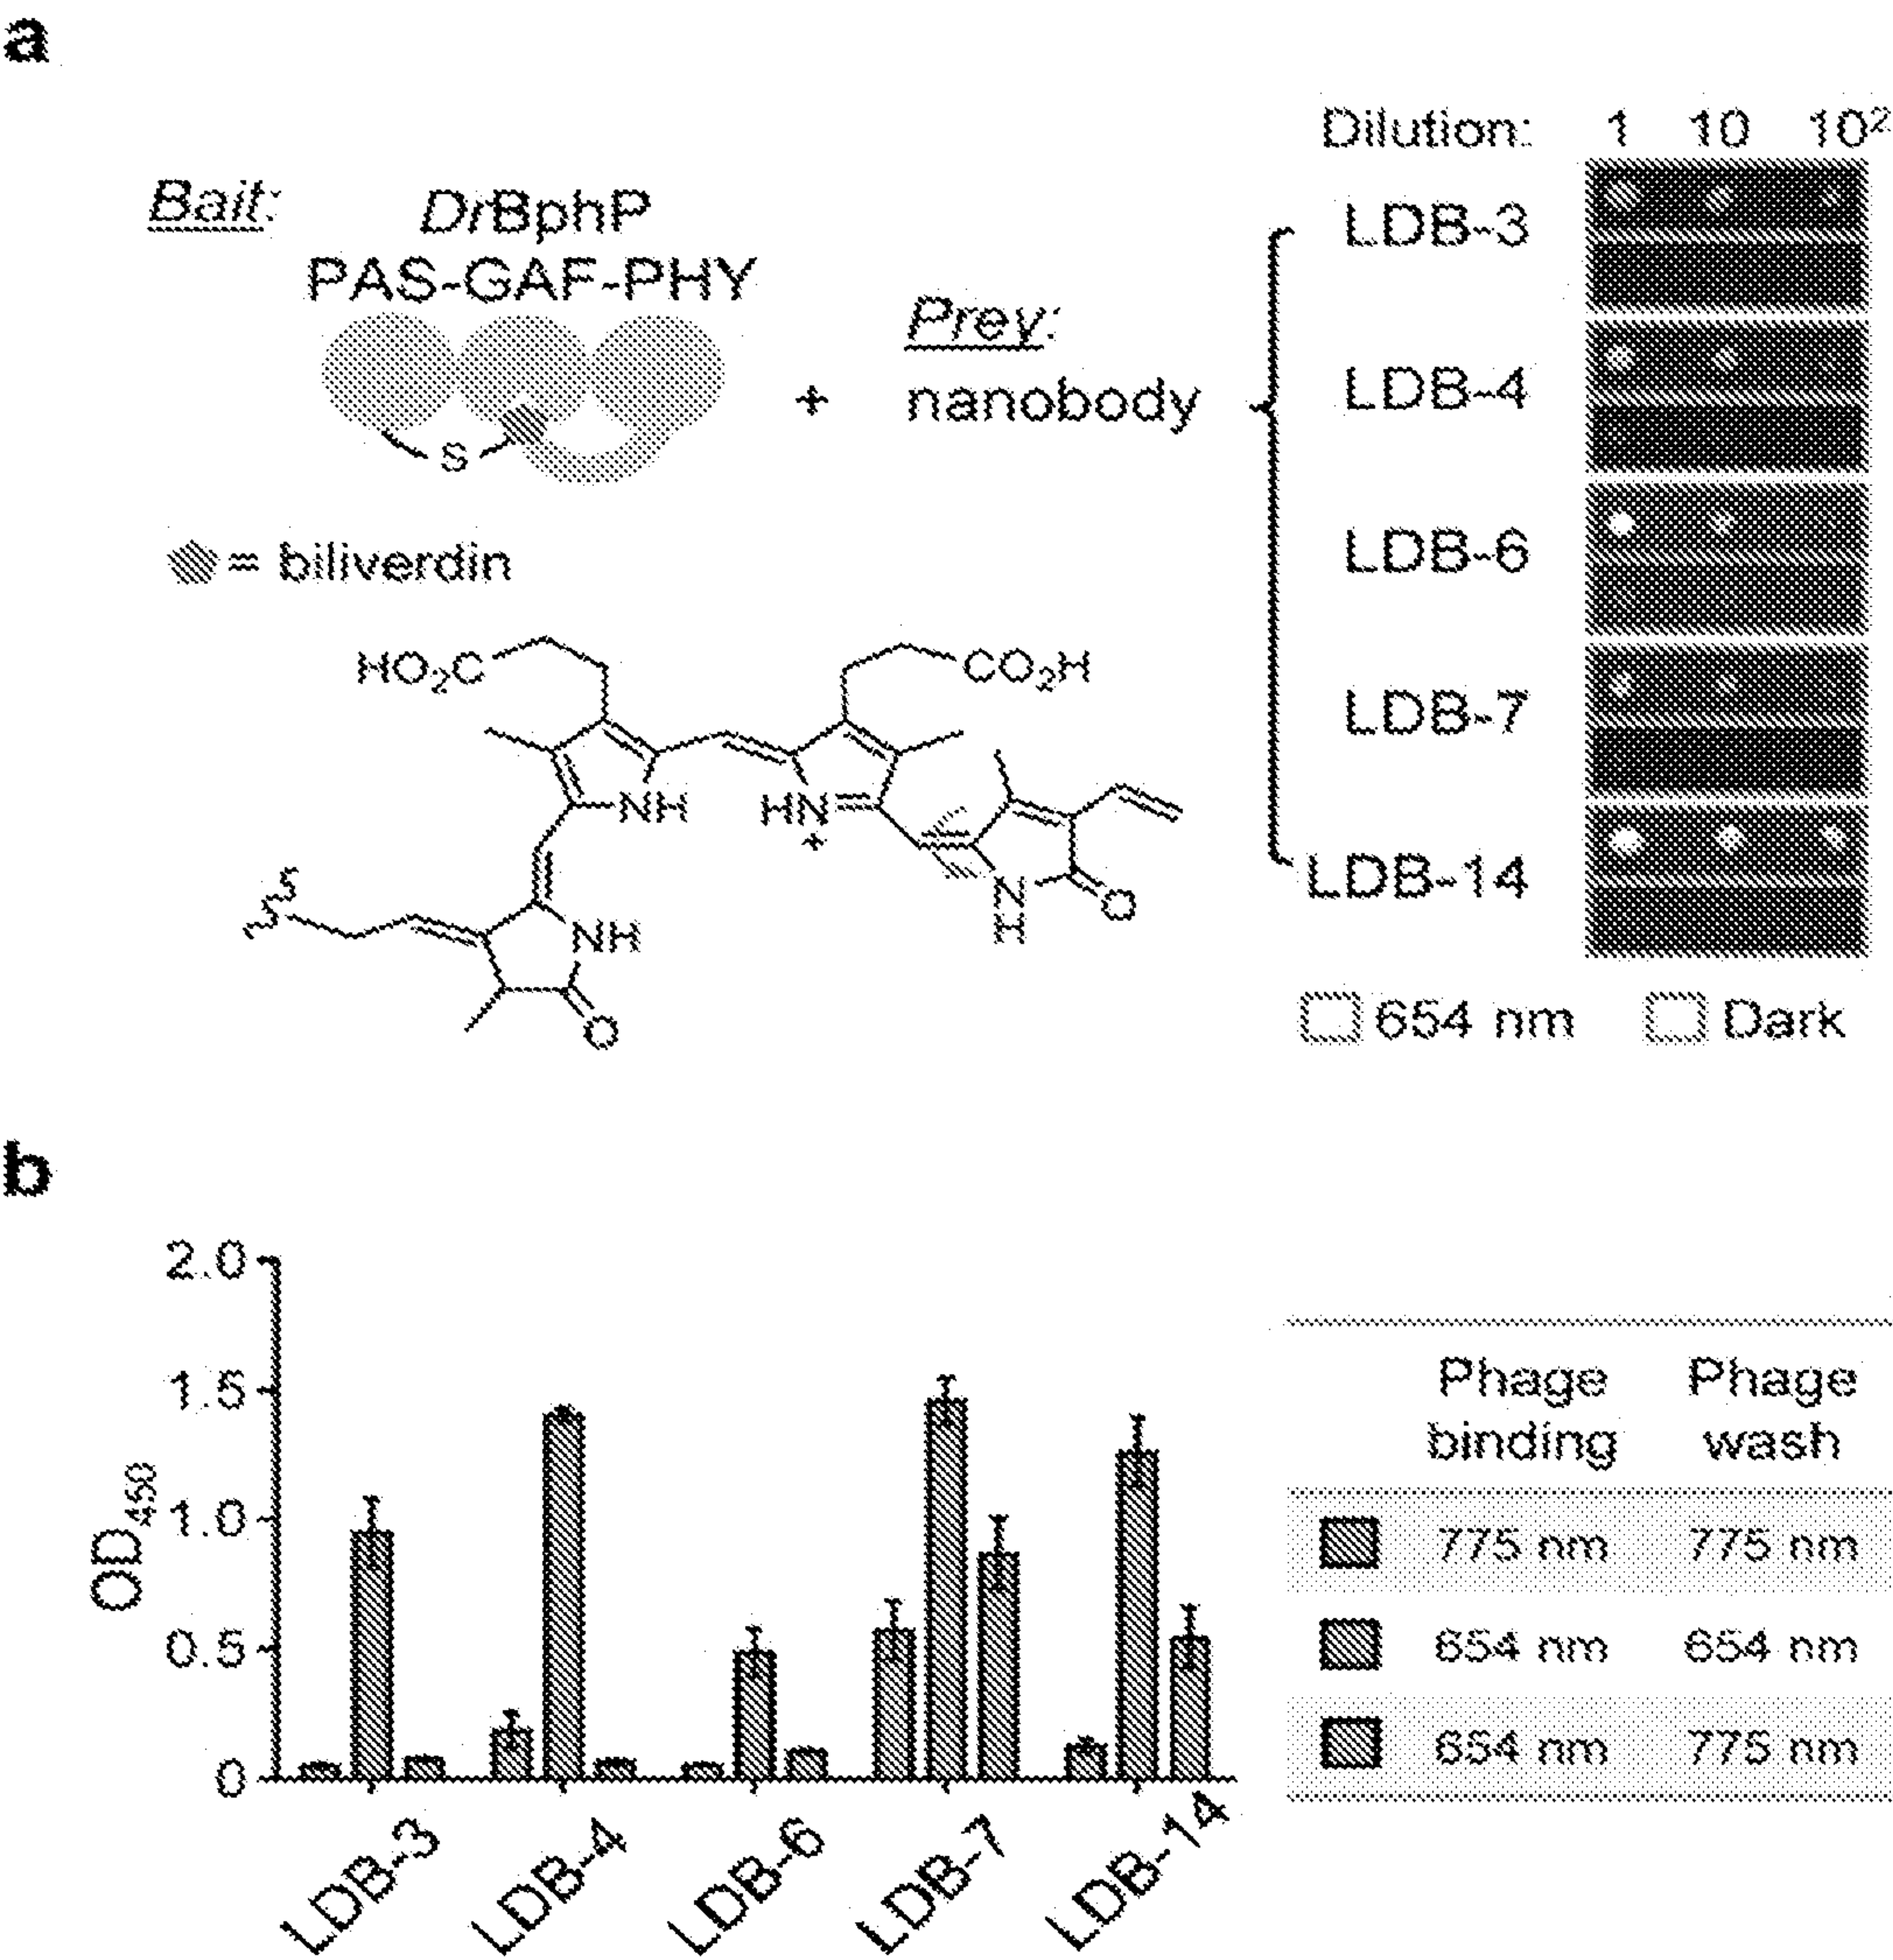 a
Dilution: 1 10 10²
Bait: DrBphP
PAS-GAF-PHY
S
Prey:
+ nanobody
= biliverdin
LDB-3
LDB-4
LDB-6
LDB-7
LDB-14
HO₂C CO₂H
NH HN
+
S
NH
N
H
O
O
654 nm Dark
b
2.0
1.5
1.0
0.5
0
OD₄₅₀
LDB-3
LDB-4
LDB-6
LDB-7
LDB-14
Phage binding Phage wash
775 nm 775 nm
654 nm 654 nm
654 nm 775 nm